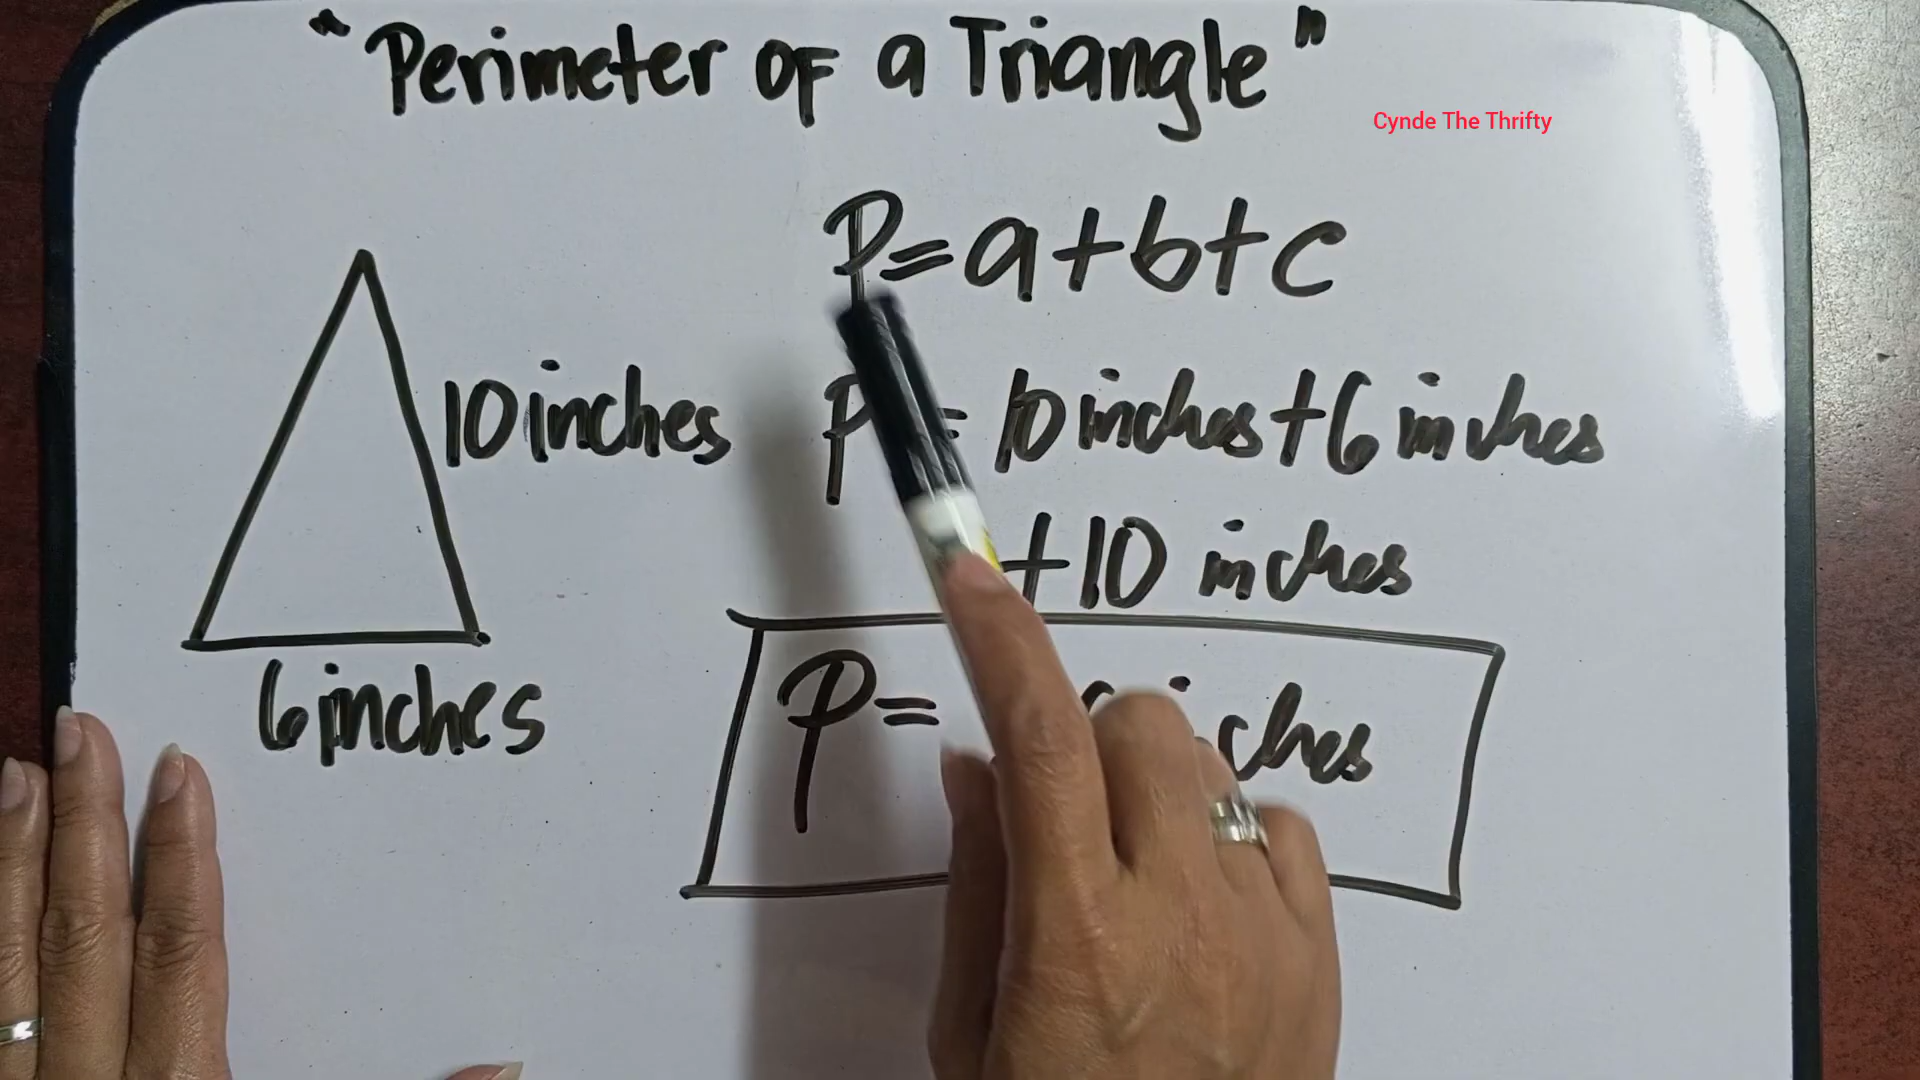 "Perimeter of a Triangle"
Cynde The Thrifty
P=a+b+c
10 inches
P = 10 inches + 6 inches
+ 10 inches
6 inches
P=